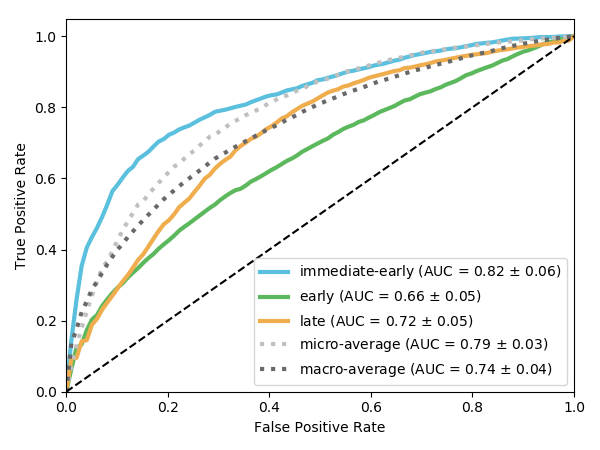 1.0
0.8
0.6
0.4
0.2
0.0
True Positive Rate
immediate-early (AUC = 0.82 ± 0.06)
early (AUC = 0.66 ± 0.05)
late (AUC = 0.72 ± 0.05)
micro-average (AUC = 0.79 ± 0.03)
macro-average (AUC = 0.74 ± 0.04)
0.0 0.2 0.4 0.6 0.8 1.0
False Positive Rate